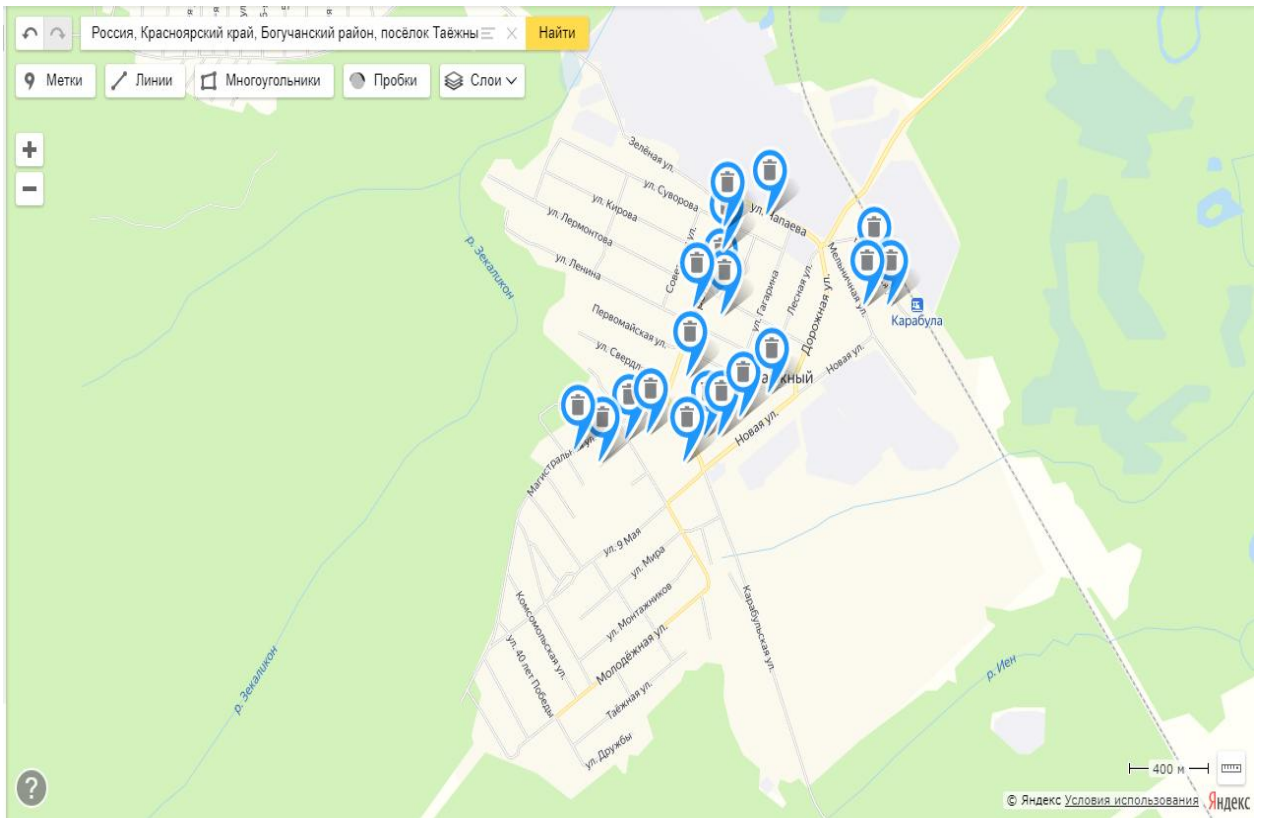 Россия, Красноярский край, Богучанский район, посёлок Таёжны
Найти
Метки
Линии
Многоугольники
Пробки
Слои
Зелёная ул.
ул. Суворова
ул. Кирова
ул. Лермонтова
ул. Ленина
р. Зекаликон
Мельничная ул.
ул. Гагарина
Лесная ул.
Дорожная ул.
Карабула
Первомайская ул.
Новая ул.
Новая ул.
ул. 9 Мая
ул. Мира
ул. Монтажников
Молодёжная ул.
Комсомольская ул.
ул. 40 лет Победы
Таёжная ул.
ул. Дружбы
Карабульская ул.
р. Зекаликон
р. Иен
400 м
?
© Яндекс Условия использования Яндекс